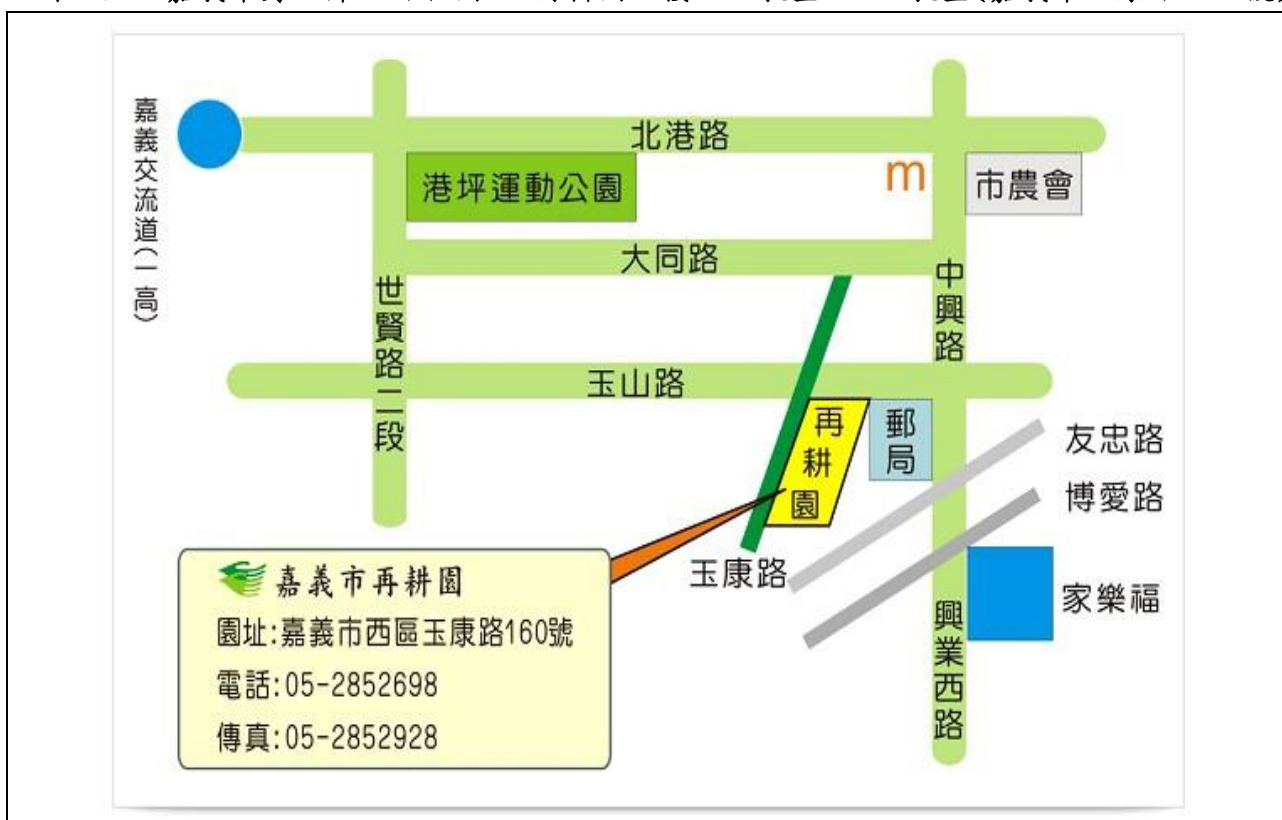 嘉義交流道(一高)
北港路
港坪運動公園
m
市農會
大同路
世賢路二段
中興路
玉山路
再耕園
郵局
友忠路
博愛路
玉康路
家樂福
興業西路
嘉義市再耕園
園址:嘉義市西區玉康路160號
電話:05-2852698
傳真:05-2852928